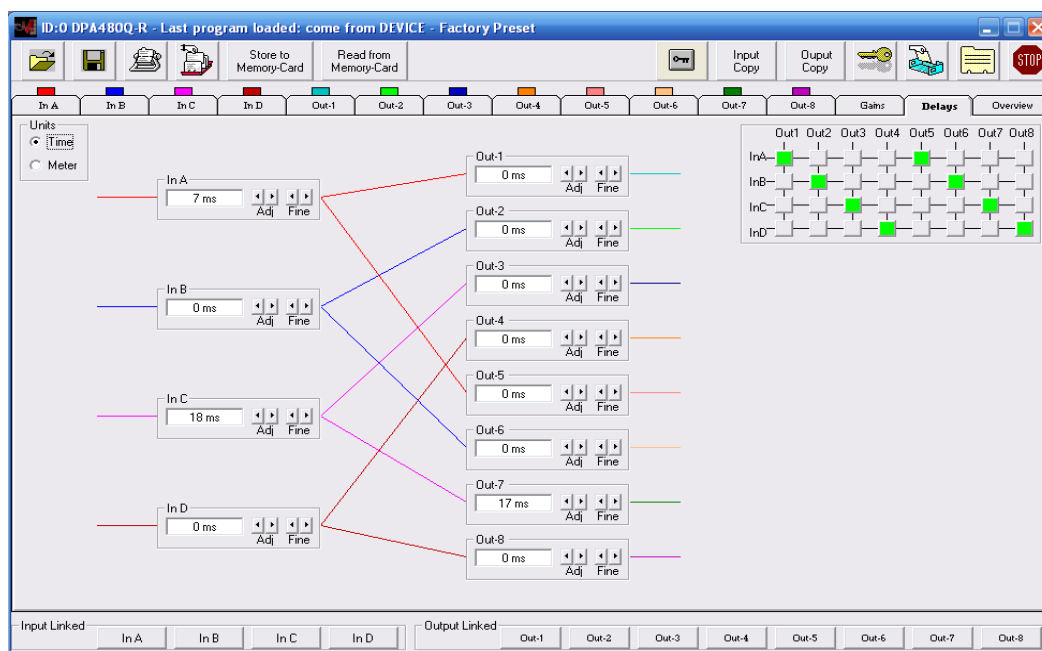 ID:0 DPA480Q-R - Last program loaded: come from DEVICE - Factory Preset
Store to Memory-Card
Read from Memory-Card
Input Copy
Ouput Copy
STOP
In A In B In C In D Out-1 Out-2 Out-3 Out-4 Out-5 Out-6 Out-7 Out-8 Gains Delays Overview
Units
Time
Meter
In A
7 ms
Adj Fine
In B
0 ms
Adj Fine
In C
18 ms
Adj Fine
In D
0 ms
Adj Fine
Out-1
0 ms
Adj Fine
Out-2
0 ms
Adj Fine
Out-3
0 ms
Adj Fine
Out-4
0 ms
Adj Fine
Out-5
0 ms
Adj Fine
Out-6
0 ms
Adj Fine
Out-7
17 ms
Adj Fine
Out-8
0 ms
Adj Fine
Out1 Out2 Out3 Out4 Out5 Out6 Out7 Out8
InA
InB
InC
InD
Input Linked
In A In B In C In D
Output Linked
Out-1 Out-2 Out-3 Out-4 Out-5 Out-6 Out-7 Out-8